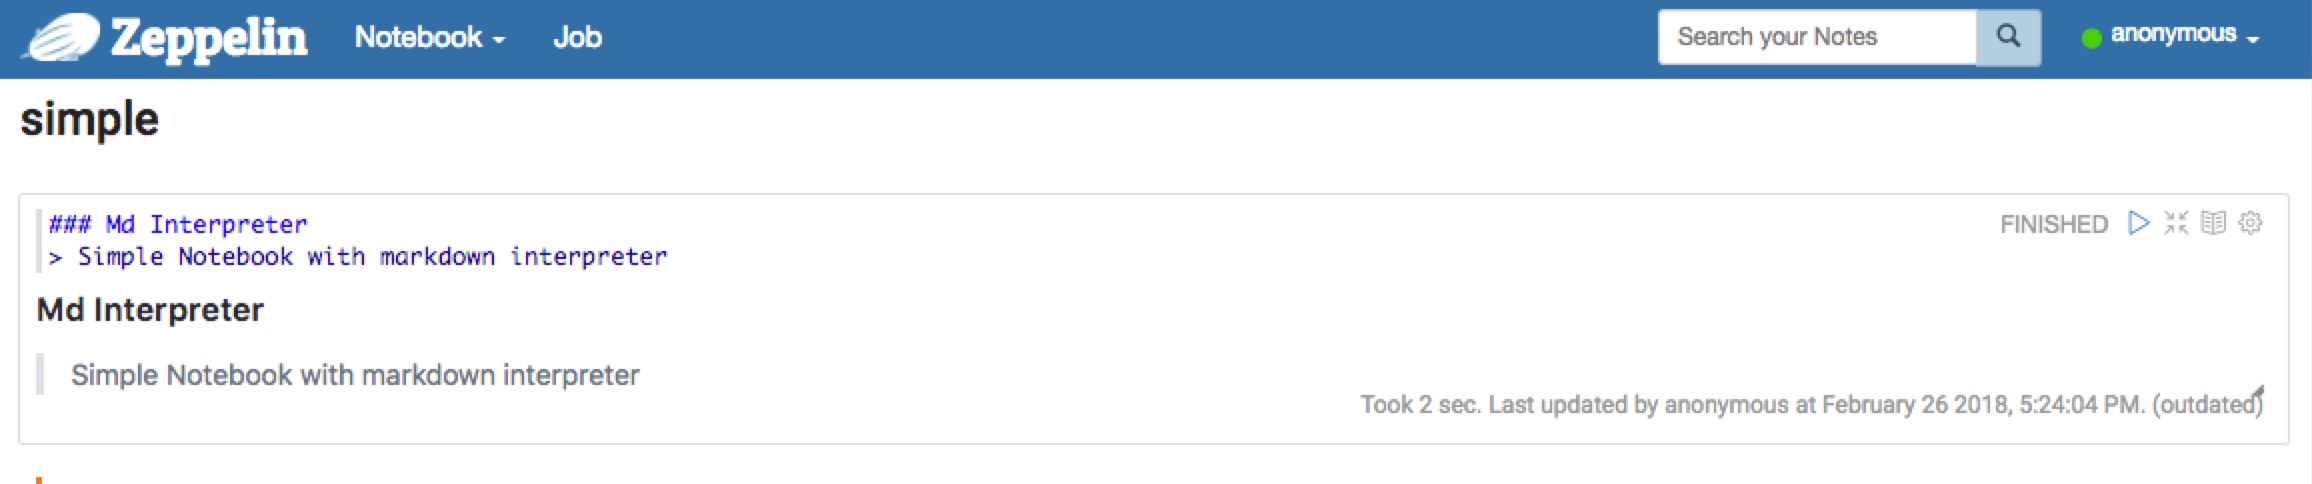 Zeppelin Notebook Job Search your Notes anonymous
simple
### Md Interpreter FINISHED
> Simple Notebook with markdown interpreter
Md Interpreter
Simple Notebook with markdown interpreter
Took 2 sec. Last updated by anonymous at February 26 2018, 5:24:04 PM. (outdated)